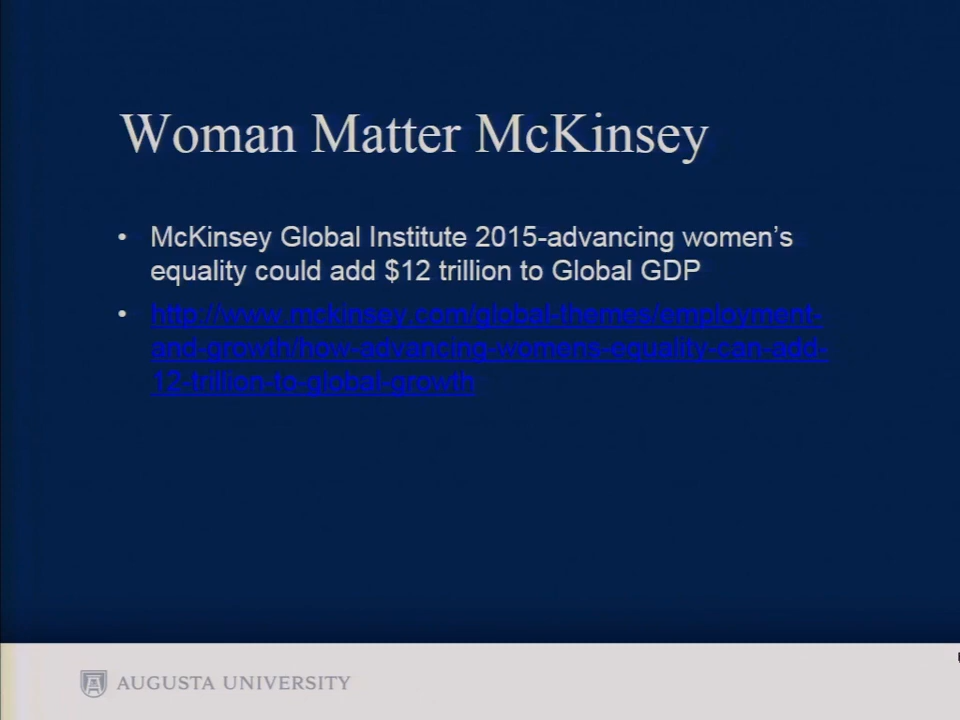 Woman Matter McKinsey
• McKinsey Global Institute 2015-advancing women's
equality could add $12 trillion to Global GDP
• http://www.mckinsey.com/global-themes/employment-
and-growth/how-advancing-womens-equality-can-add-
12-trillion-to-global-growth
AUGUSTA UNIVERSITY